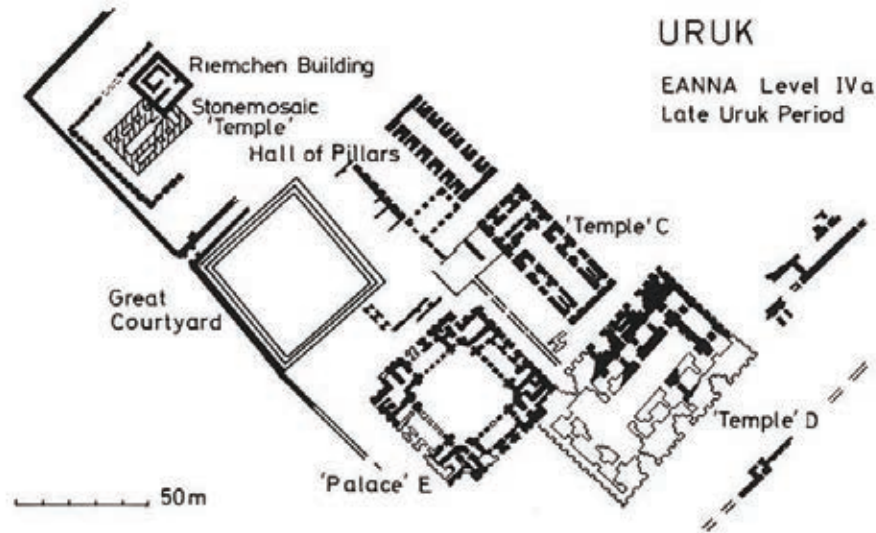 URUK
EANNA Level IVa
Late Uruk Period
Riemchen Building
Stonemosaic
'Temple'
Hall of Pillars
'Temple' C
Great
Courtyard
'Temple' D
'Palace' E
50m